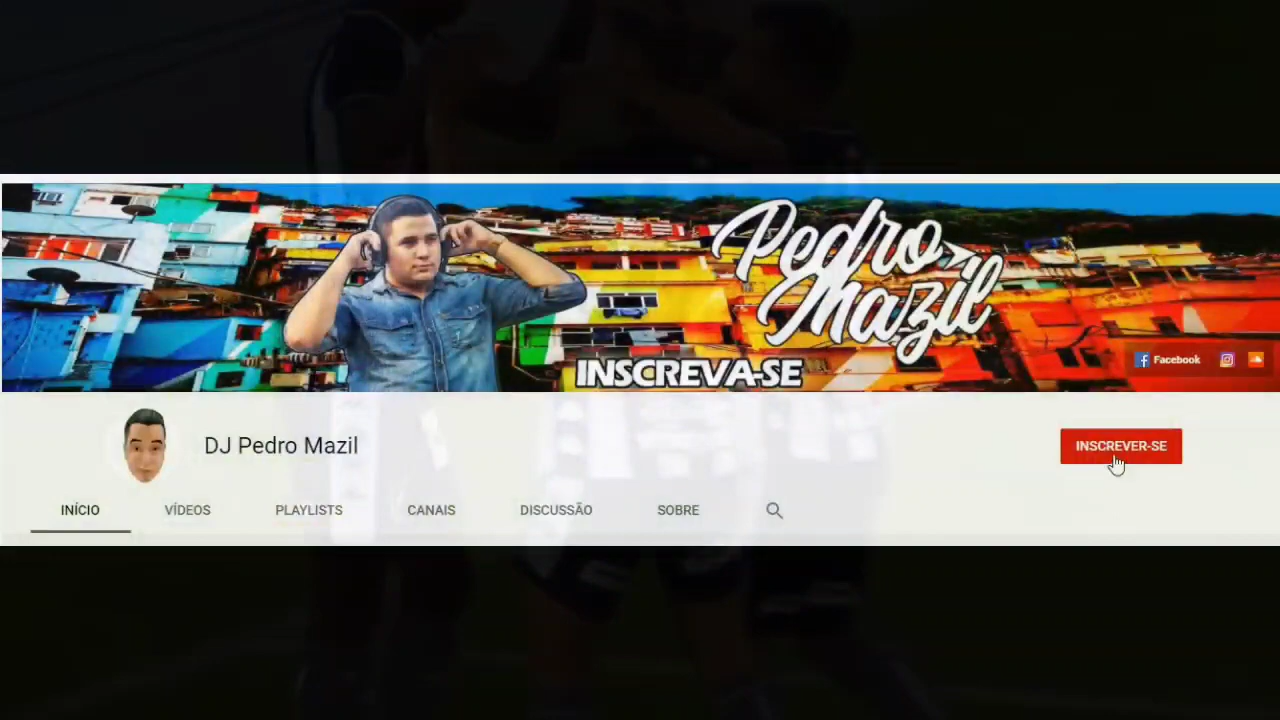 Pedro
Mazil
INSCREVA-SE
Facebook
DJ Pedro Mazil
INSCREVER-SE
INÍCIO
VÍDEOS
PLAYLISTS
CANAIS
DISCUSSÃO
SOBRE